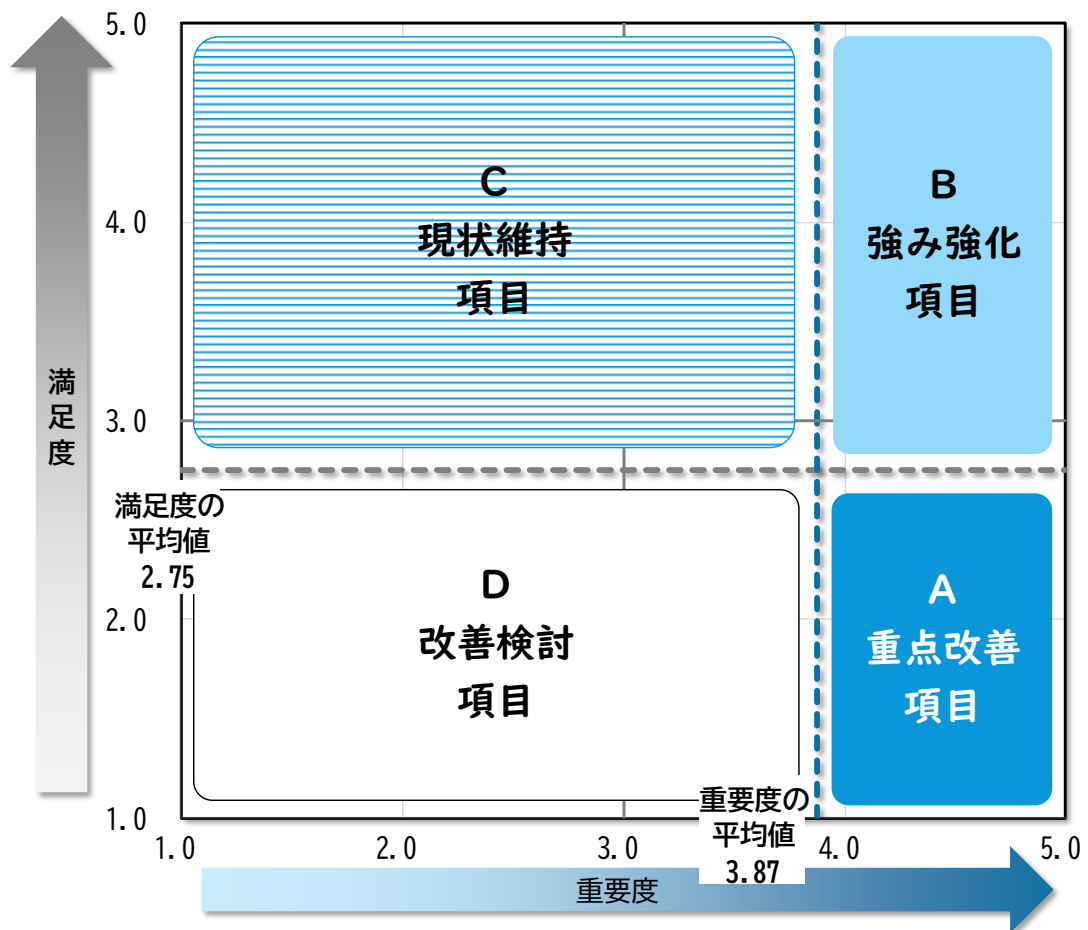 5.0
C
現状維持
項目
B
強み強化
項目
4.0
満足度
3.0
満足度の
平均値
2.75
D
改善検討
項目
A
重点改善
項目
2.0
1.0
重要度の
平均値
3.87
1.0
2.0
3.0
4.0
5.0
重要度